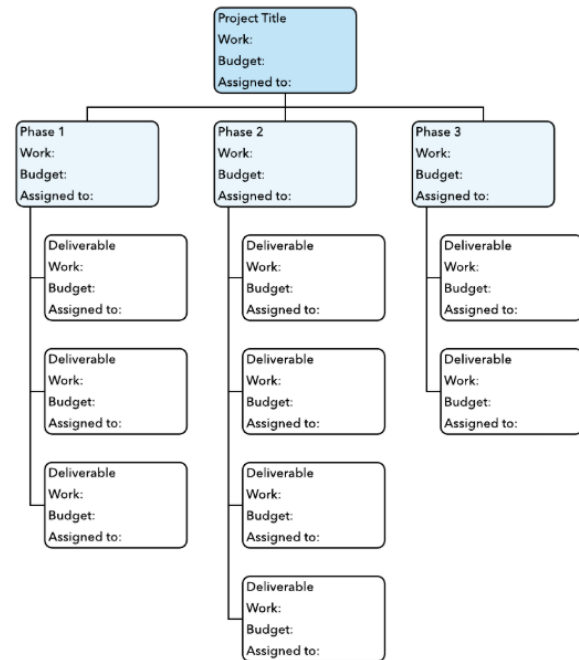 Project Title
Work:
Budget:
Assigned to:
Phase 1
Work:
Budget:
Assigned to:
Deliverable
Work:
Budget:
Assigned to:
Deliverable
Work:
Budget:
Assigned to:
Deliverable
Work:
Budget:
Assigned to:
Phase 2
Work:
Budget:
Assigned to:
Deliverable
Work:
Budget:
Assigned to:
Deliverable
Work:
Budget:
Assigned to:
Deliverable
Work:
Budget:
Assigned to:
Deliverable
Work:
Budget:
Assigned to:
Phase 3
Work:
Budget:
Assigned to:
Deliverable
Work:
Budget:
Assigned to:
Deliverable
Work:
Budget:
Assigned to: